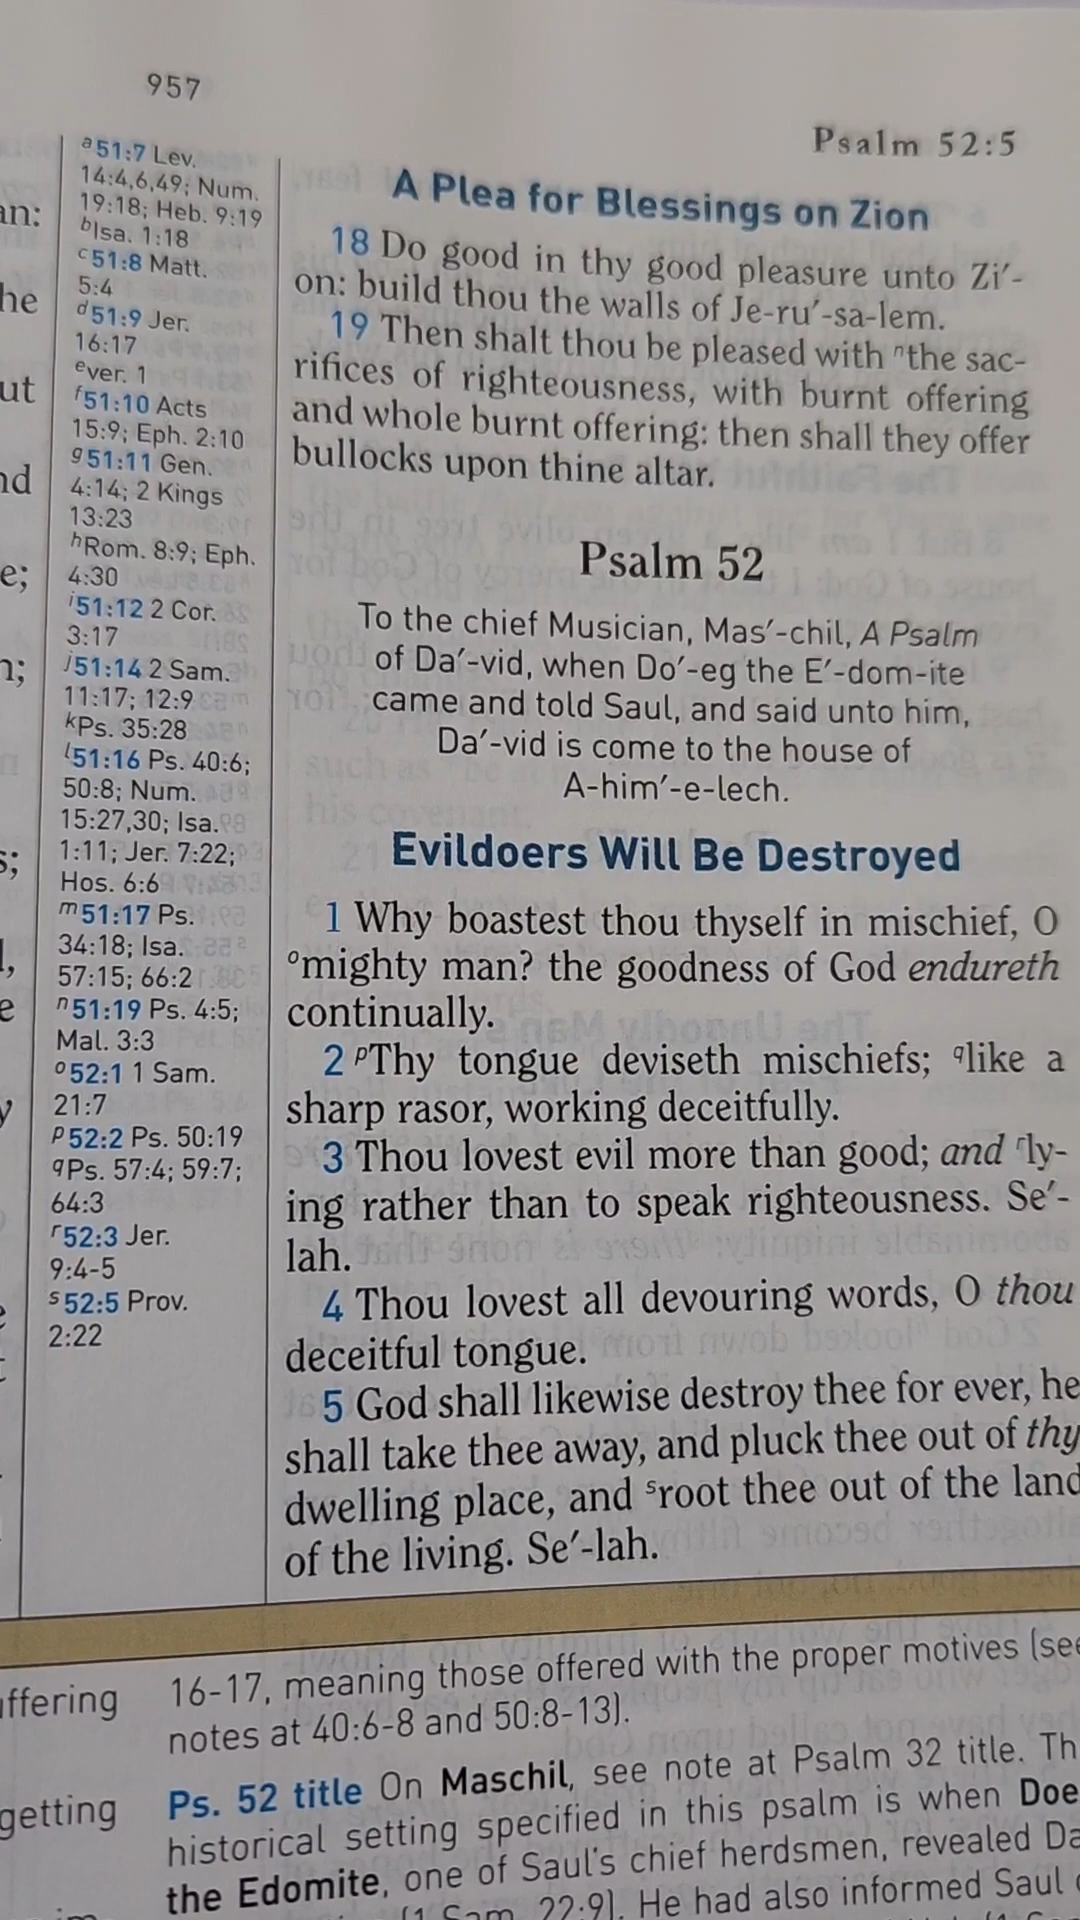 957
Psalm 52:5
an:
he
ut
nd
e;
n;
s;
l,
e
y
a51:7 Lev.
14:4,6,49; Num.
19:18; Heb. 9:19
bIsa. 1:18
c51:8 Matt.
5:4
d51:9 Jer.
16:17
ever. 1
f51:10 Acts
15:9; Eph. 2:10
g51:11 Gen.
4:14; 2 Kings
13:23
hRom. 8:9; Eph.
4:30
i51:12 2 Cor.
3:17
j51:14 2 Sam.
11:17; 12:9
kPs. 35:28
l51:16 Ps. 40:6;
50:8; Num.
15:27,30; Isa.
1:11; Jer. 7:22;
Hos. 6:6
m51:17 Ps.
34:18; Isa.
57:15; 66:2
n51:19 Ps. 4:5;
Mal. 3:3
o52:1 1 Sam.
21:7
p52:2 Ps. 50:19
qPs. 57:4; 59:7;
64:3
r52:3 Jer.
9:4-5
s52:5 Prov.
2:22
A Plea for Blessings on Zion
18 Do good in thy good pleasure unto Zi′-
on: build thou the walls of Je-ru′-sa-lem.
19 Then shalt thou be pleased with nthe sac-
rifices of righteousness, with burnt offering
and whole burnt offering: then shall they offer
bullocks upon thine altar.
Psalm 52
To the chief Musician, Mas′-chil, A Psalm
of Da′-vid, when Do′-eg the E′-dom-ite
came and told Saul, and said unto him,
Da′-vid is come to the house of
A-him′-e-lech.
Evildoers Will Be Destroyed
1 Why boastest thou thyself in mischief, O
omighty man? the goodness of God endureth
continually.
2 pThy tongue deviseth mischiefs; qlike a
sharp rasor, working deceitfully.
3 Thou lovest evil more than good; and rly-
ing rather than to speak righteousness. Se′-
lah.
4 Thou lovest all devouring words, O thou
deceitful tongue.
5 God shall likewise destroy thee for ever, he
shall take thee away, and pluck thee out of thy
dwelling place, and sroot thee out of the land
of the living. Se′-lah.
ffering
getting
16-17, meaning those offered with the proper motives (see
notes at 40:6-8 and 50:8-13).
Ps. 52 title On Maschil, see note at Psalm 32 title. Th
historical setting specified in this psalm is when Doe
the Edomite, one of Saul's chief herdsmen, revealed Da
(1 Sam. 22:9). He had also informed Saul